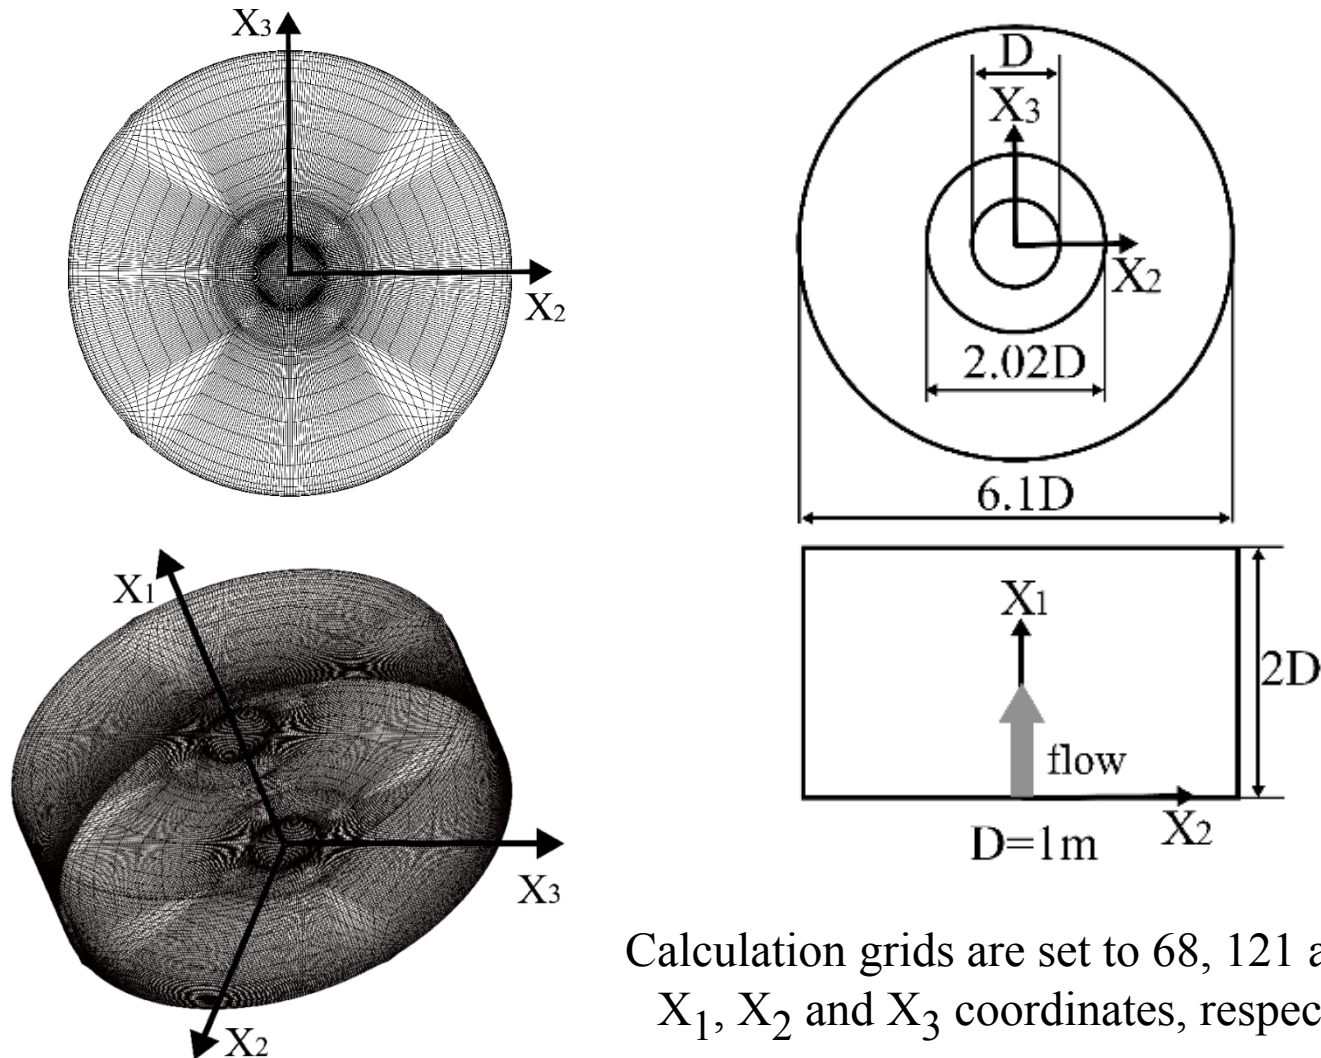 X3
X2
D
X3
X2
2.02D
6.1D
X1
X3
X2
X1
2D
flow
X2
D=1m
Calculation grids are set to 68, 121 a
X1, X2 and X3 coordinates, respec